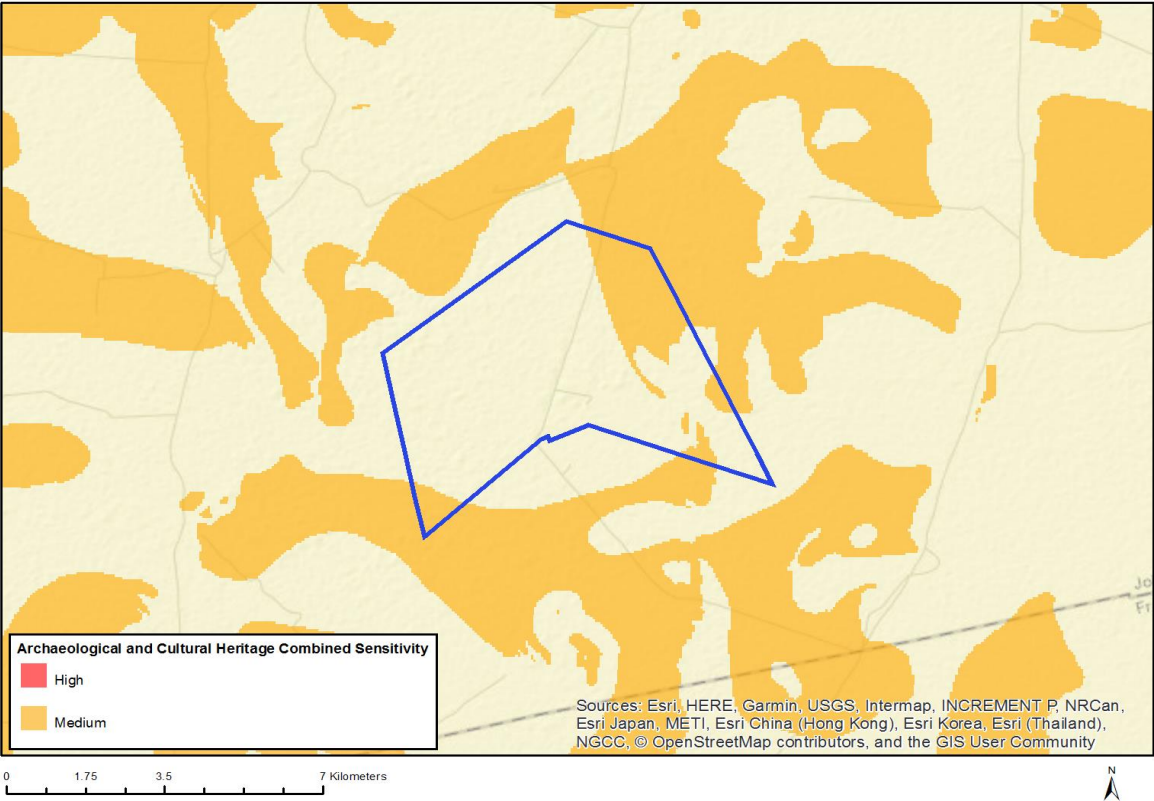 Jo
Fr
Archaeological and Cultural Heritage Combined Sensitivity
High
Medium
Sources: Esri, HERE, Garmin, USGS, Intermap, INCREMENT P, NRCan,
Esri Japan, METI, Esri China (Hong Kong), Esri Korea, Esri (Thailand),
NGCC, © OpenStreetMap contributors, and the GIS User Community
0 1.75 3.5 7 Kilometers
N